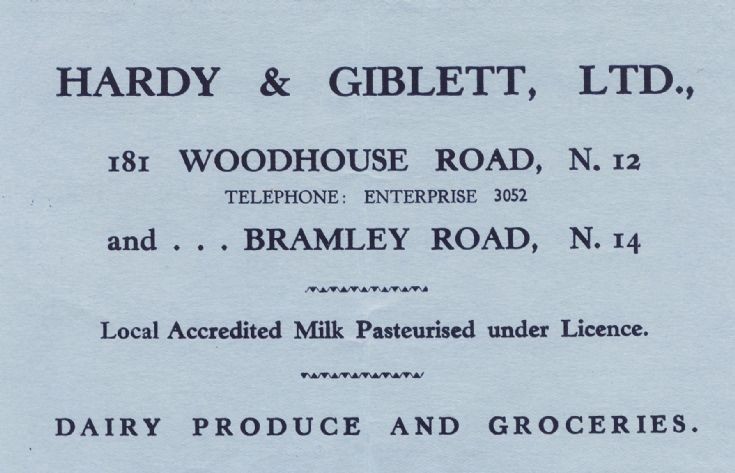 HARDY & GIBLETT, LTD.,
181 WOODHOUSE ROAD, N. 12
TELEPHONE: ENTERPRISE 3052
and . . . BRAMLEY ROAD, N. 14
Local Accredited Milk Pasteurised under Licence.
DAIRY PRODUCE AND GROCERIES.